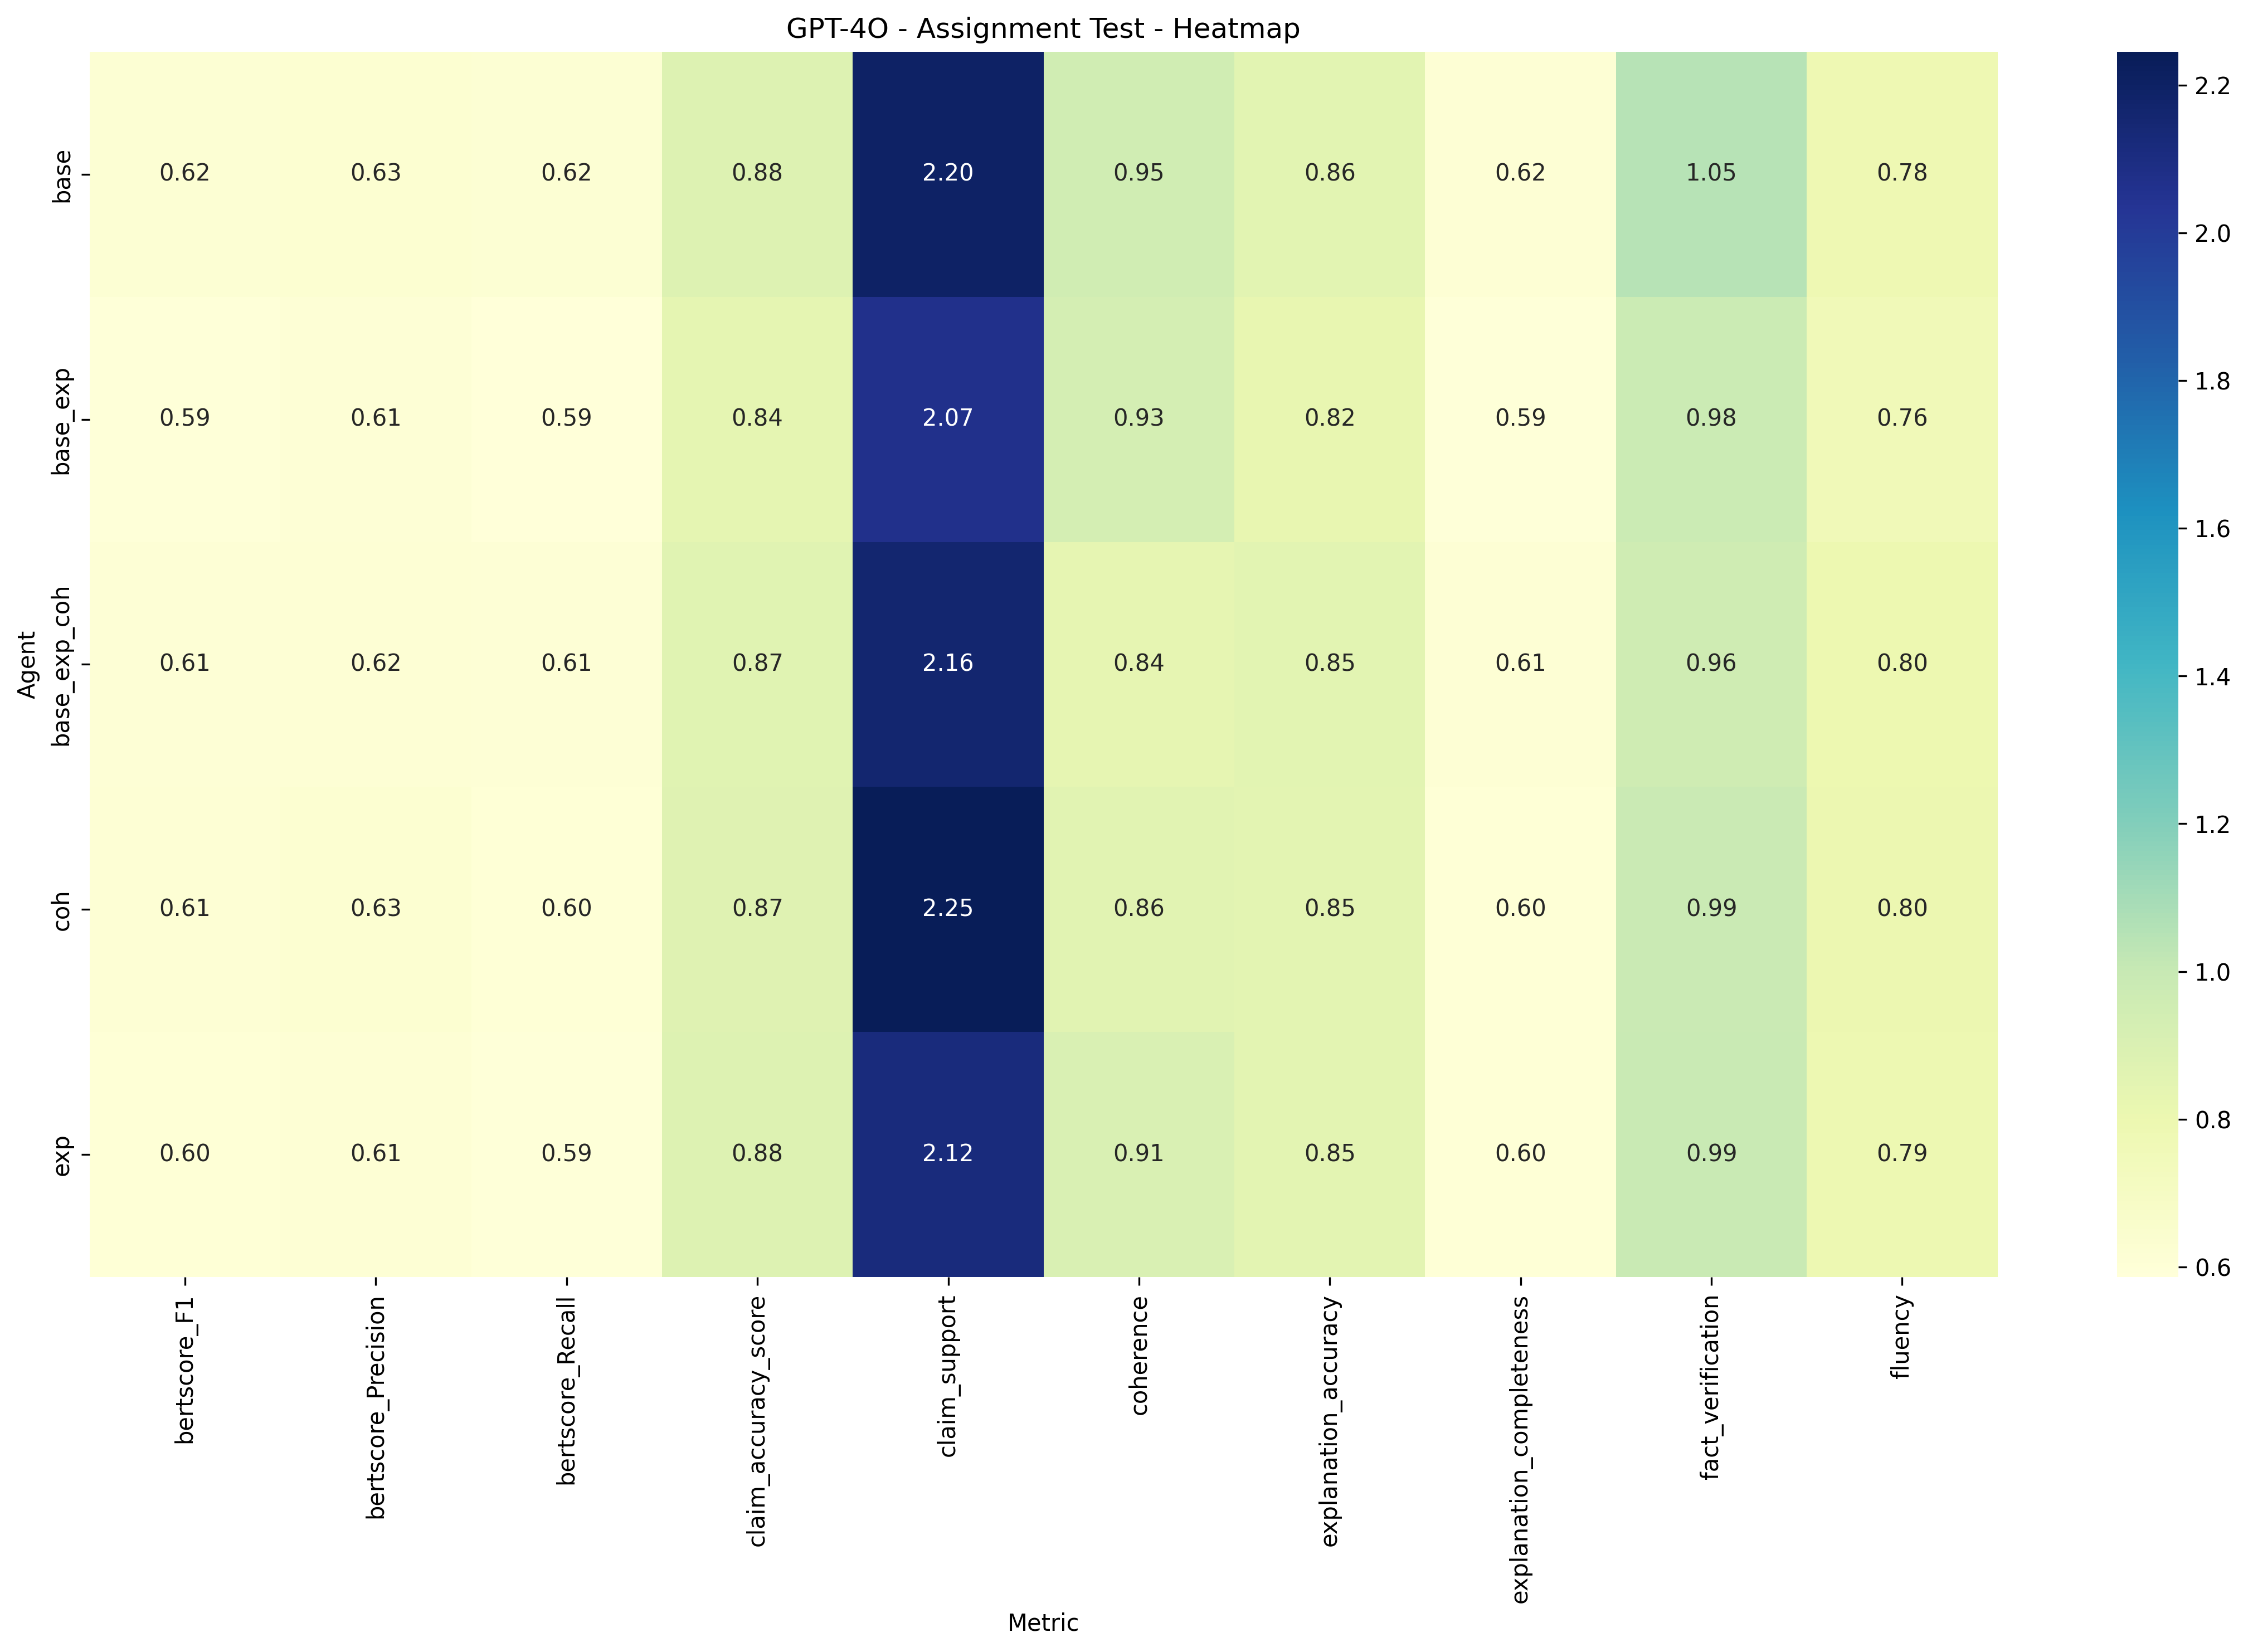 GPT-4O - Assignment Test - Heatmap
Agent
base 0.62 0.63 0.62 0.88 2.20 0.95 0.86 0.62 1.05 0.78
base_exp 0.59 0.61 0.59 0.84 2.07 0.93 0.82 0.59 0.98 0.76
base_exp_coh 0.61 0.62 0.61 0.87 2.16 0.84 0.85 0.61 0.96 0.80
coh 0.61 0.63 0.60 0.87 2.25 0.86 0.85 0.60 0.99 0.80
exp 0.60 0.61 0.59 0.88 2.12 0.91 0.85 0.60 0.99 0.79
bertscore_F1
bertscore_Precision
bertscore_Recall
claim_accuracy_score
claim_support
coherence
explanation_accuracy
explanation_completeness
fact_verification
fluency
Metric
2.2
2.0
1.8
1.6
1.4
1.2
1.0
0.8
0.6